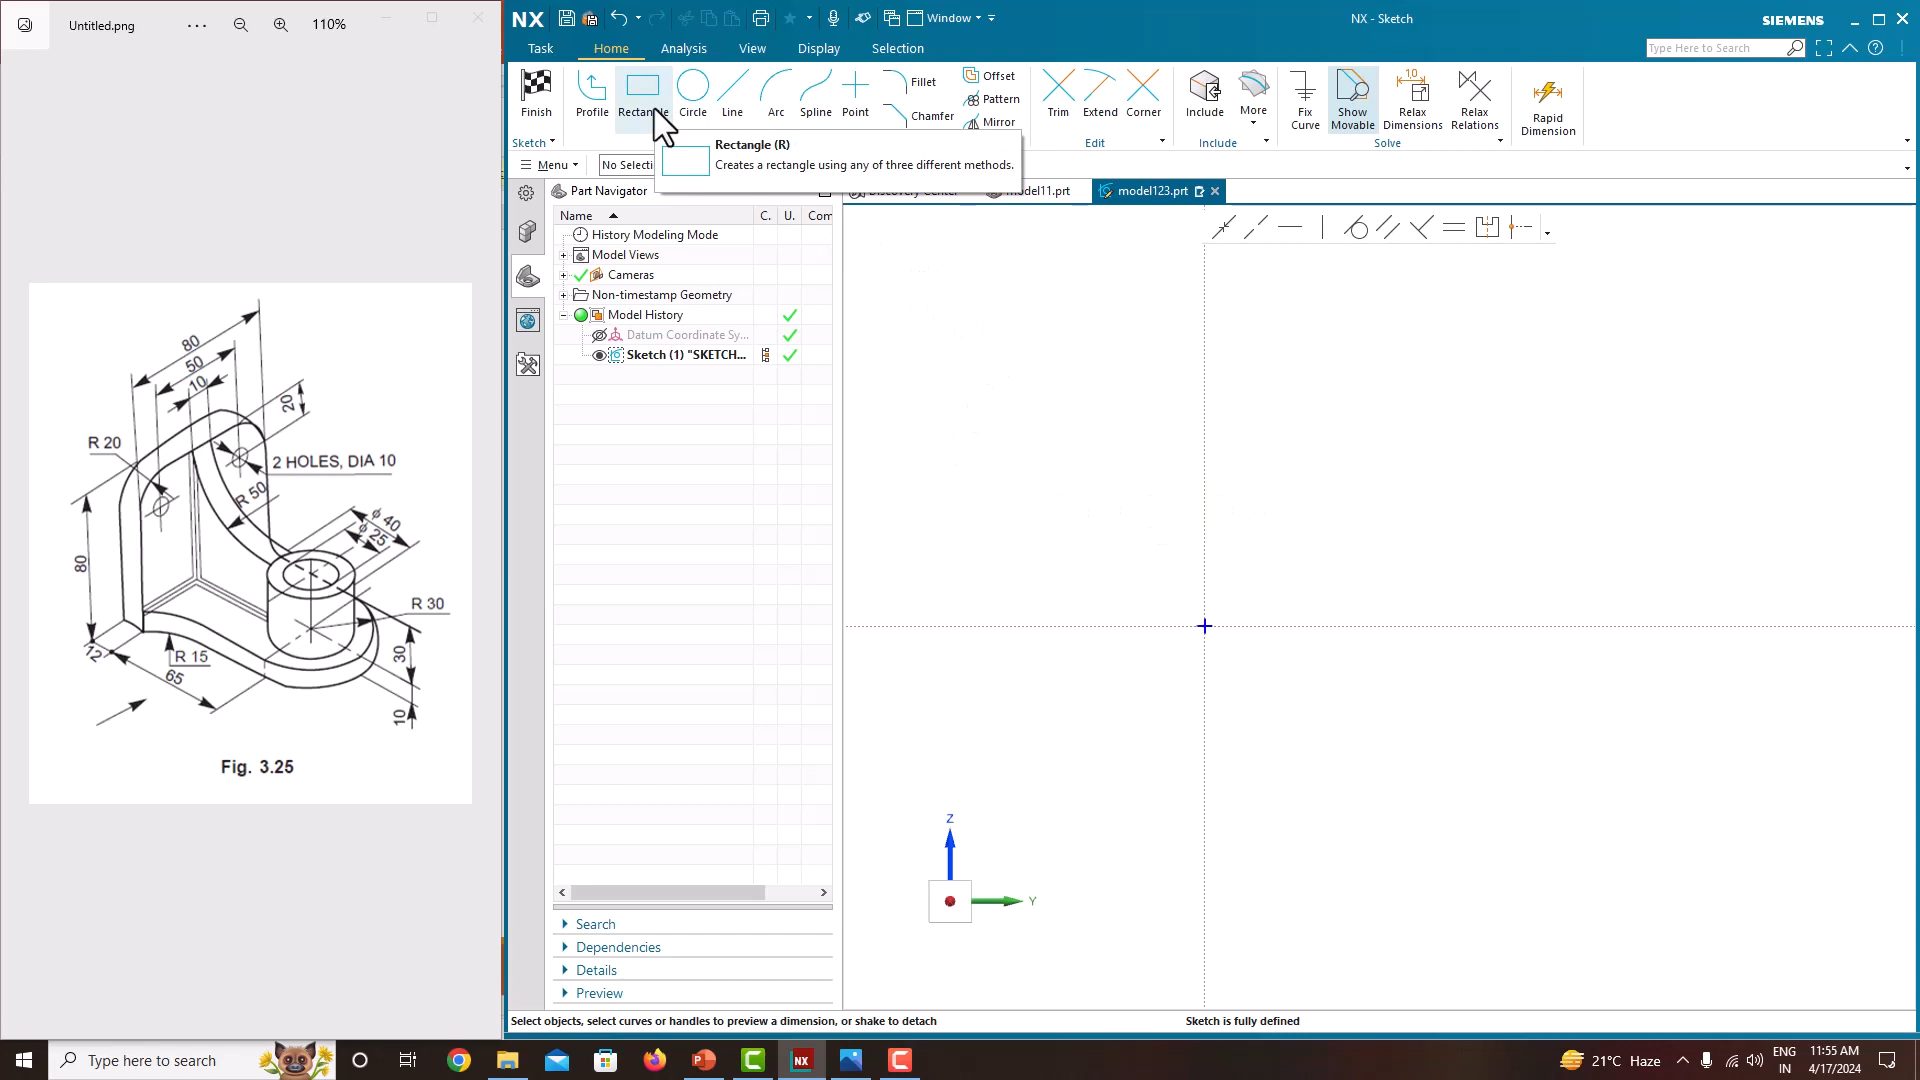 Untitled.png
110%
NX
Window
NX - Sketch
SIEMENS
Task
Home
Analysis
View
Display
Selection
Type Here to Search
Finish
Profile
Rectangle
Circle
Line
Arc
Spline
Point
Fillet
Chamfer
Offset
Pattern
Mirror
Trim
Extend
Corner
Include
More
Fix
Curve
Show
Movable
Relax
Dimensions
Relax
Relations
Rapid
Dimension
Sketch
Edit
Include
Solve
Menu
No Selecti
Rectangle (R)
Creates a rectangle using any of three different methods.
Part Navigator
model11.prt
model123.prt
Name
C.
U.
Com
History Modeling Mode
Model Views
Cameras
Non-timestamp Geometry
Model History
Datum Coordinate Sy...
Sketch (1) "SKETCH...
Search
Dependencies
Details
Preview
Z
Y
80
50
10
20
R 20
2 HOLES, DIA 10
R 50
ϕ 40
ϕ 25
80
R 30
12
R 15
65
30
10
Fig. 3.25
Select objects, select curves or handles to preview a dimension, or shake to detach
Sketch is fully defined
Type here to search
NX
21°C Haze
ENG
IN
11:55 AM
4/17/2024